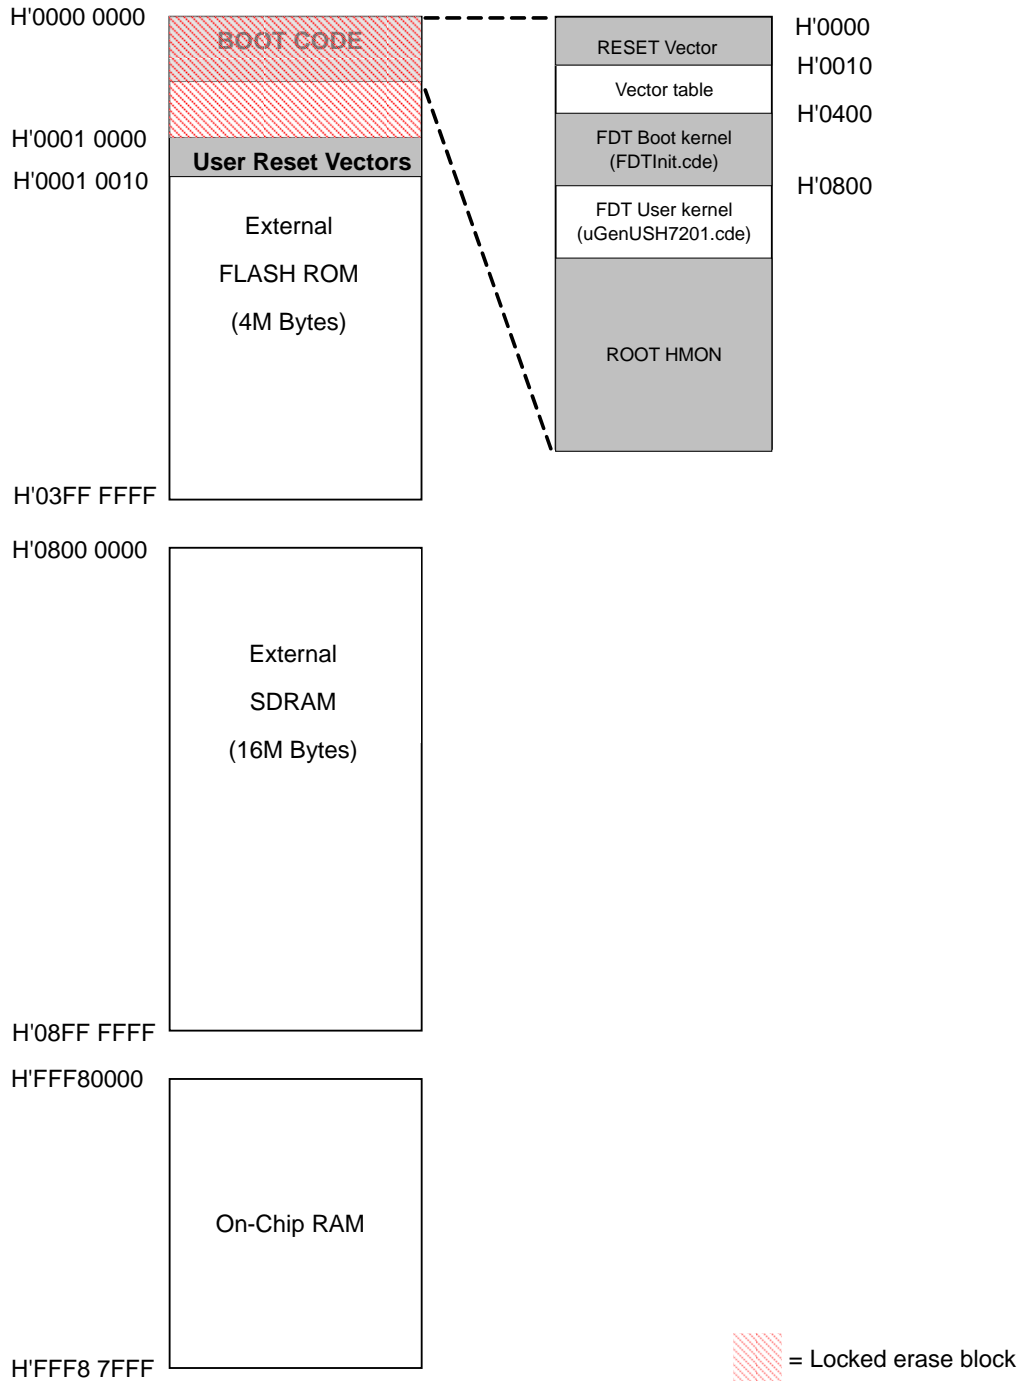 H'0000 0000
BOOT CODE
H'0001 0000
User Reset Vectors
H'0001 0010
External
FLASH ROM
(4M Bytes)
H'03FF FFFF
H'0000
RESET Vector
H'0010
Vector table
H'0400
FDT Boot kernel
(FDTInit.cde)
H'0800
FDT User kernel
(uGenUSH7201.cde)
ROOT HMON
H'0800 0000
External
SDRAM
(16M Bytes)
H'08FF FFFF
H'FFF80000
On-Chip RAM
H'FFF8 7FFF
= Locked erase block